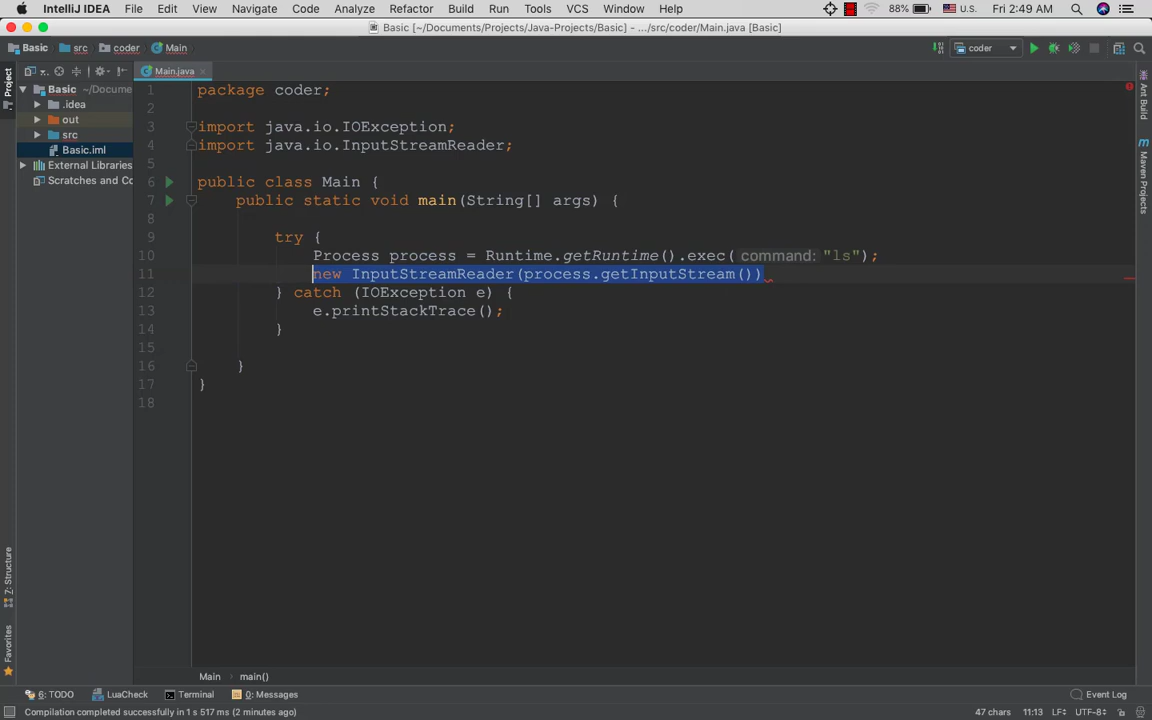 IntelliJ IDEA File Edit View Navigate Code Analyze Refactor Build Run Tools VCS Window Help 88% U.S. Fri 2:49 AM
Basic [~/Documents/Projects/Java-Projects/Basic] - .../src/coder/Main.java [Basic]
Basic src coder Main coder
Main.java
Project
Basic ~/Docume
.idea
out
src
Basic.iml
External Libraries
Scratches and Co
1 package coder;
2
3 import java.io.IOException;
4 import java.io.InputStreamReader;
5
6 public class Main {
7 public static void main(String[] args) {
8
9 try {
10 Process process = Runtime.getRuntime().exec( command: "ls");
11 new InputStreamReader(process.getInputStream())
12 } catch (IOException e) {
13 e.printStackTrace();
14 }
15
16 }
17 }
18
Ant Build
Maven Projects
Z: Structure
Favorites
Main main()
6: TODO LuaCheck Terminal 0: Messages Event Log
Compilation completed successfully in 1 s 517 ms (2 minutes ago) 47 chars 11:13 LF÷ UTF-8÷